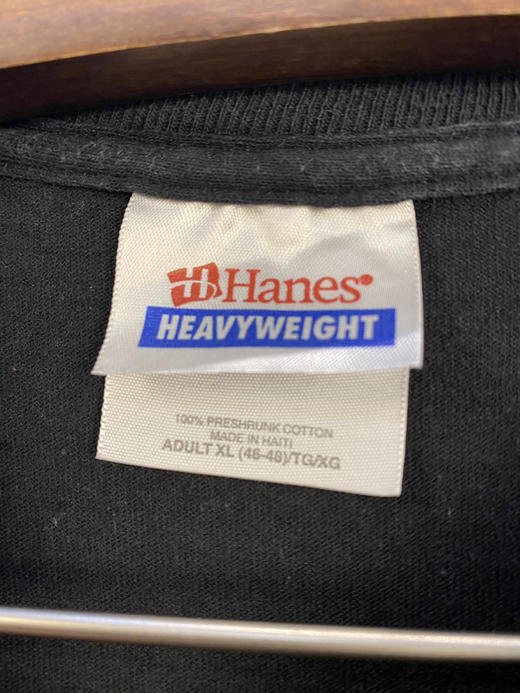 Hanes
HEAVYWEIGHT
100% PRESHRUNK COTTON
MADE IN HAITI
ADULT XL (46-48)/TG/XG